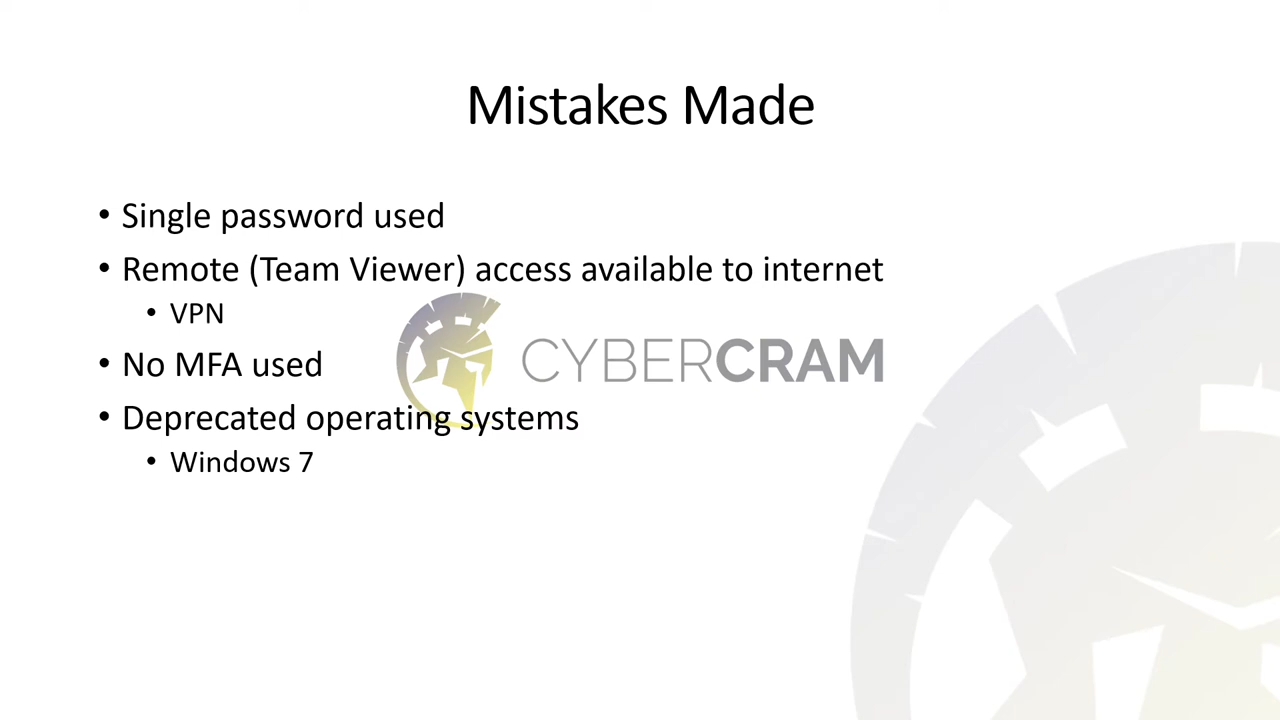 Mistakes Made
• Single password used
• Remote (Team Viewer) access available to internet
• VPN
CYBERCRAM
• No MFA used
• Deprecated operating systems
• Windows 7